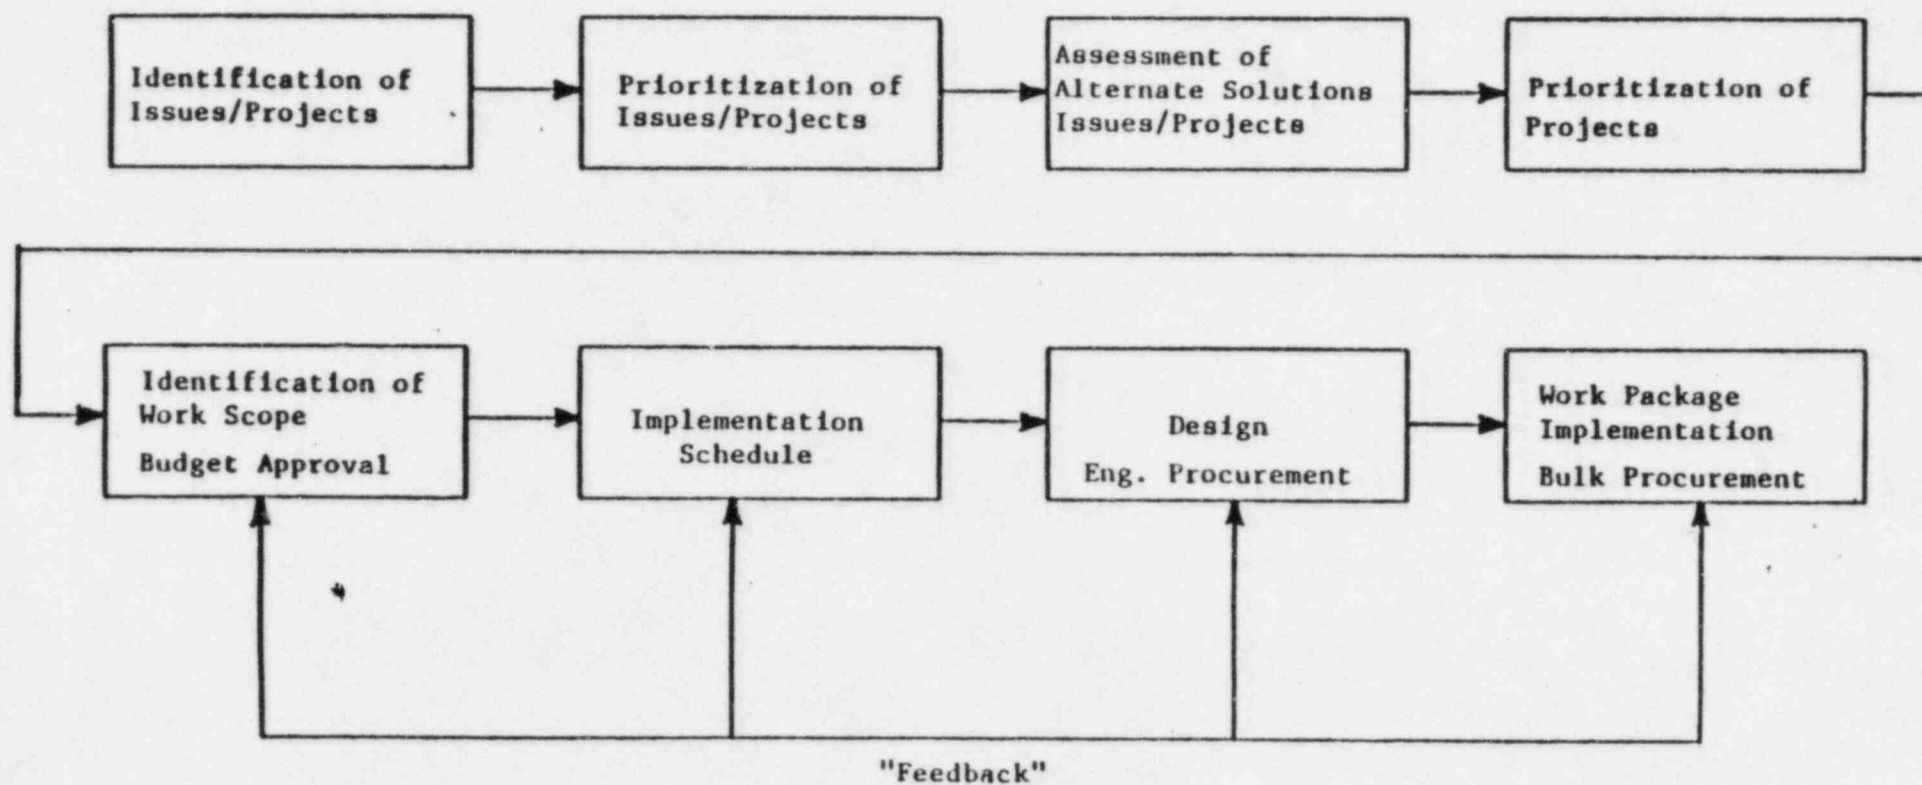 Identification of
Issues/Projects
Prioritization of
Issues/Projects
Assessment of
Alternate Solutions
Issues/Projects
Prioritization of
Projects
Identification of
Work Scope
Budget Approval
Implementation
Schedule
Design
Eng. Procurement
Work Package
Implementation
Bulk Procurement
"Feedback"